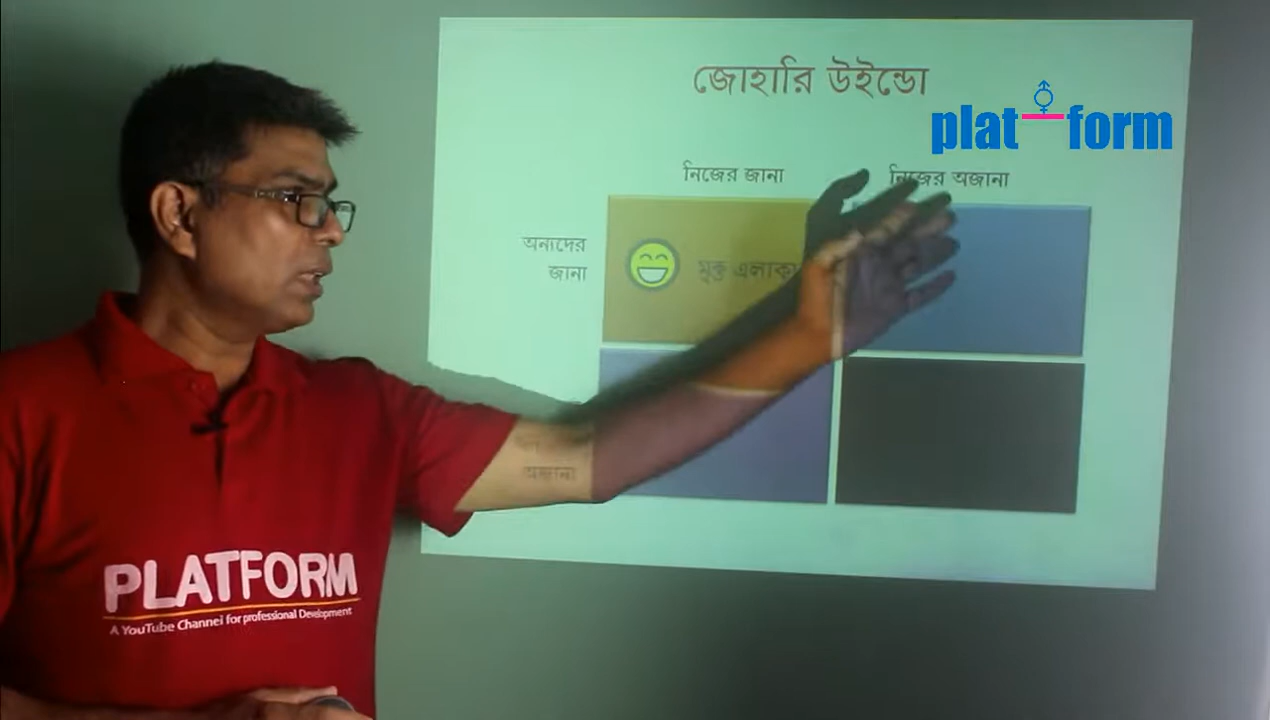 জোহারি উইন্ডো
plat form
নিজের জানা
নিজের অজানা
অন্যদের
জানা
মুক্ত এলাকা
অজানা
PLATFORM
A YouTube Channel for professional Development